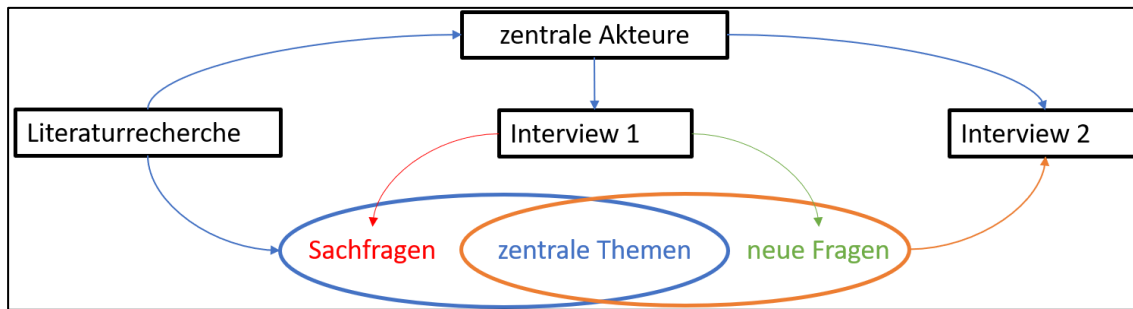 zentrale Akteure
Literaturrecherche
Interview 1
Interview 2
Sachfragen
zentrale Themen
neue Fragen